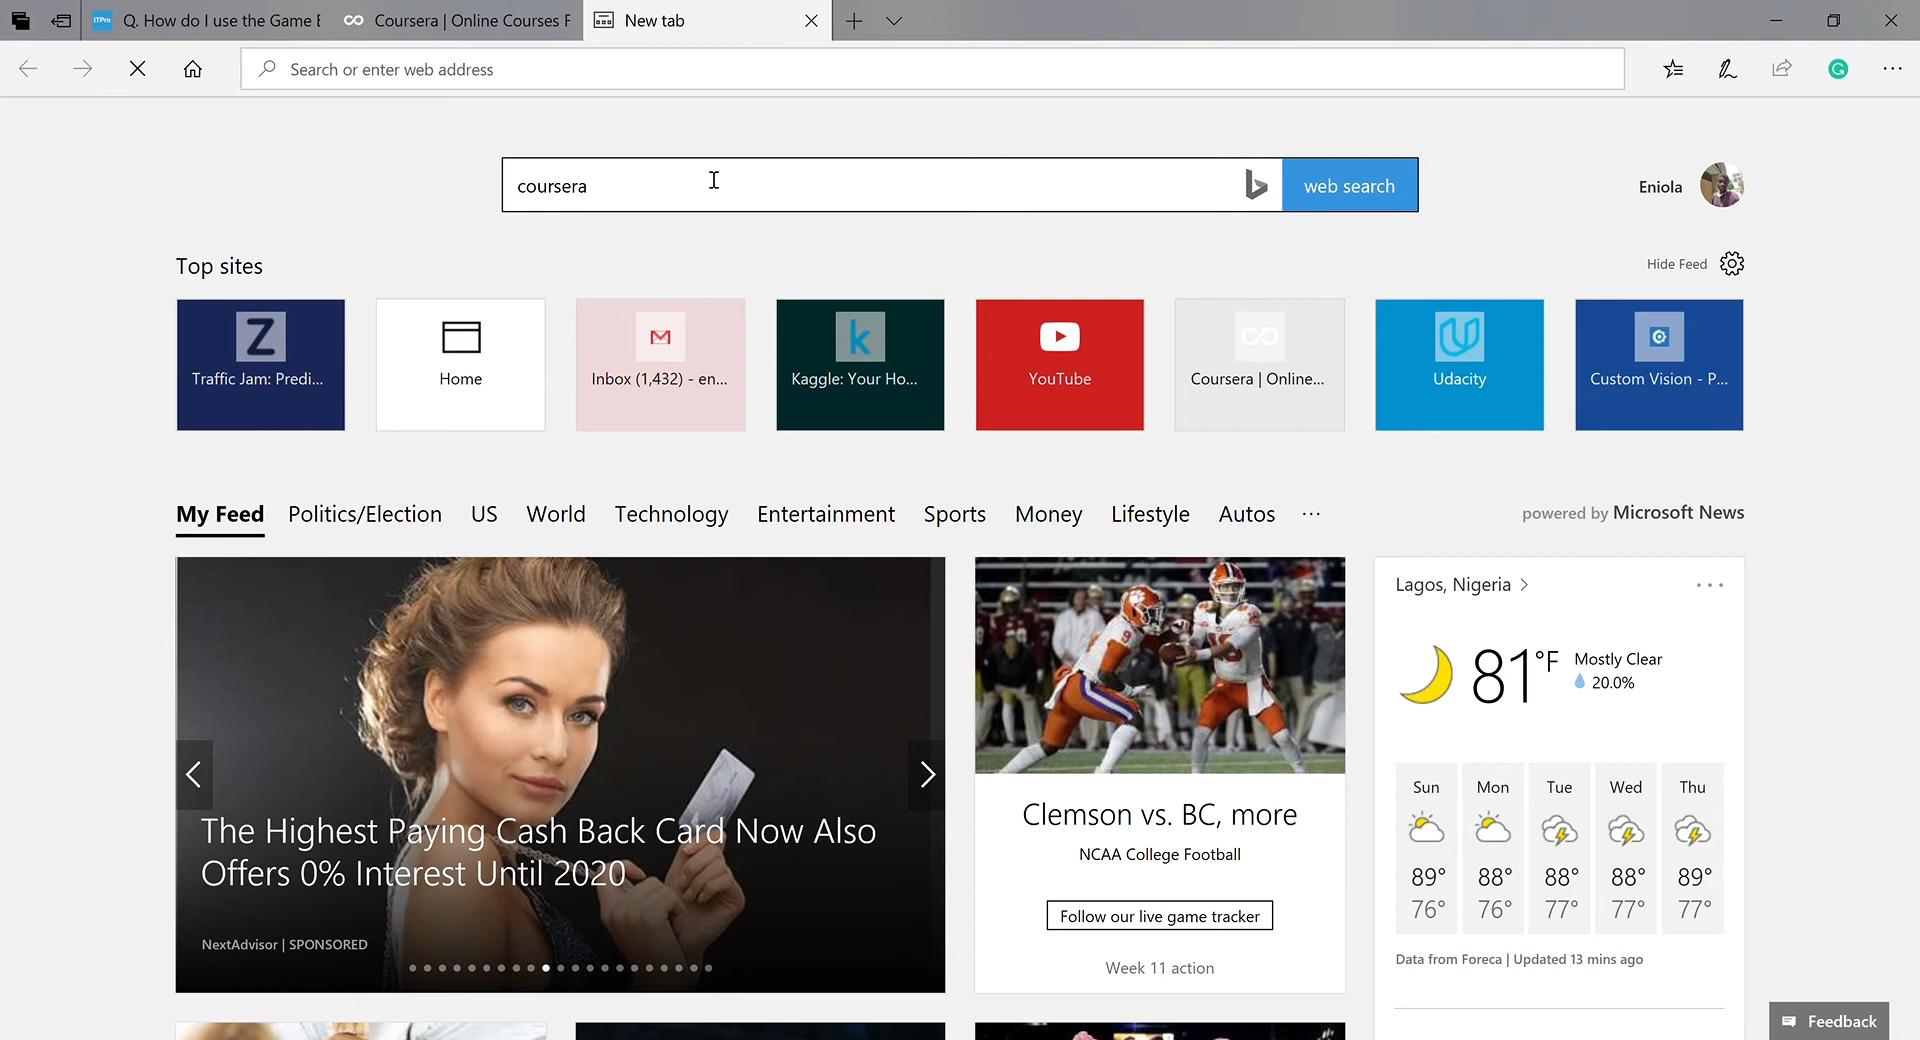 ITPro Q. How do I use the Game
Coursera | Online Courses F
New tab
Search or enter web address
coursera
web search
Eniola
Top sites
Hide Feed
Traffic Jam: Predi...
Home
Inbox (1,432) - en...
Kaggle: Your Ho...
YouTube
Coursera | Online...
Udacity
Custom Vision - P...
My Feed Politics/Election US World Technology Entertainment Sports Money Lifestyle Autos ...
powered by Microsoft News
The Highest Paying Cash Back Card Now Also
Offers 0% Interest Until 2020
NextAdvisor | SPONSORED
Clemson vs. BC, more
NCAA College Football
Follow our live game tracker
Week 11 action
Lagos, Nigeria
81°F
Mostly Clear
20.0%
Sun Mon Tue Wed Thu
89° 88° 88° 88° 89°
76° 76° 77° 77° 77°
Data from Foreca | Updated 13 mins ago
Feedback